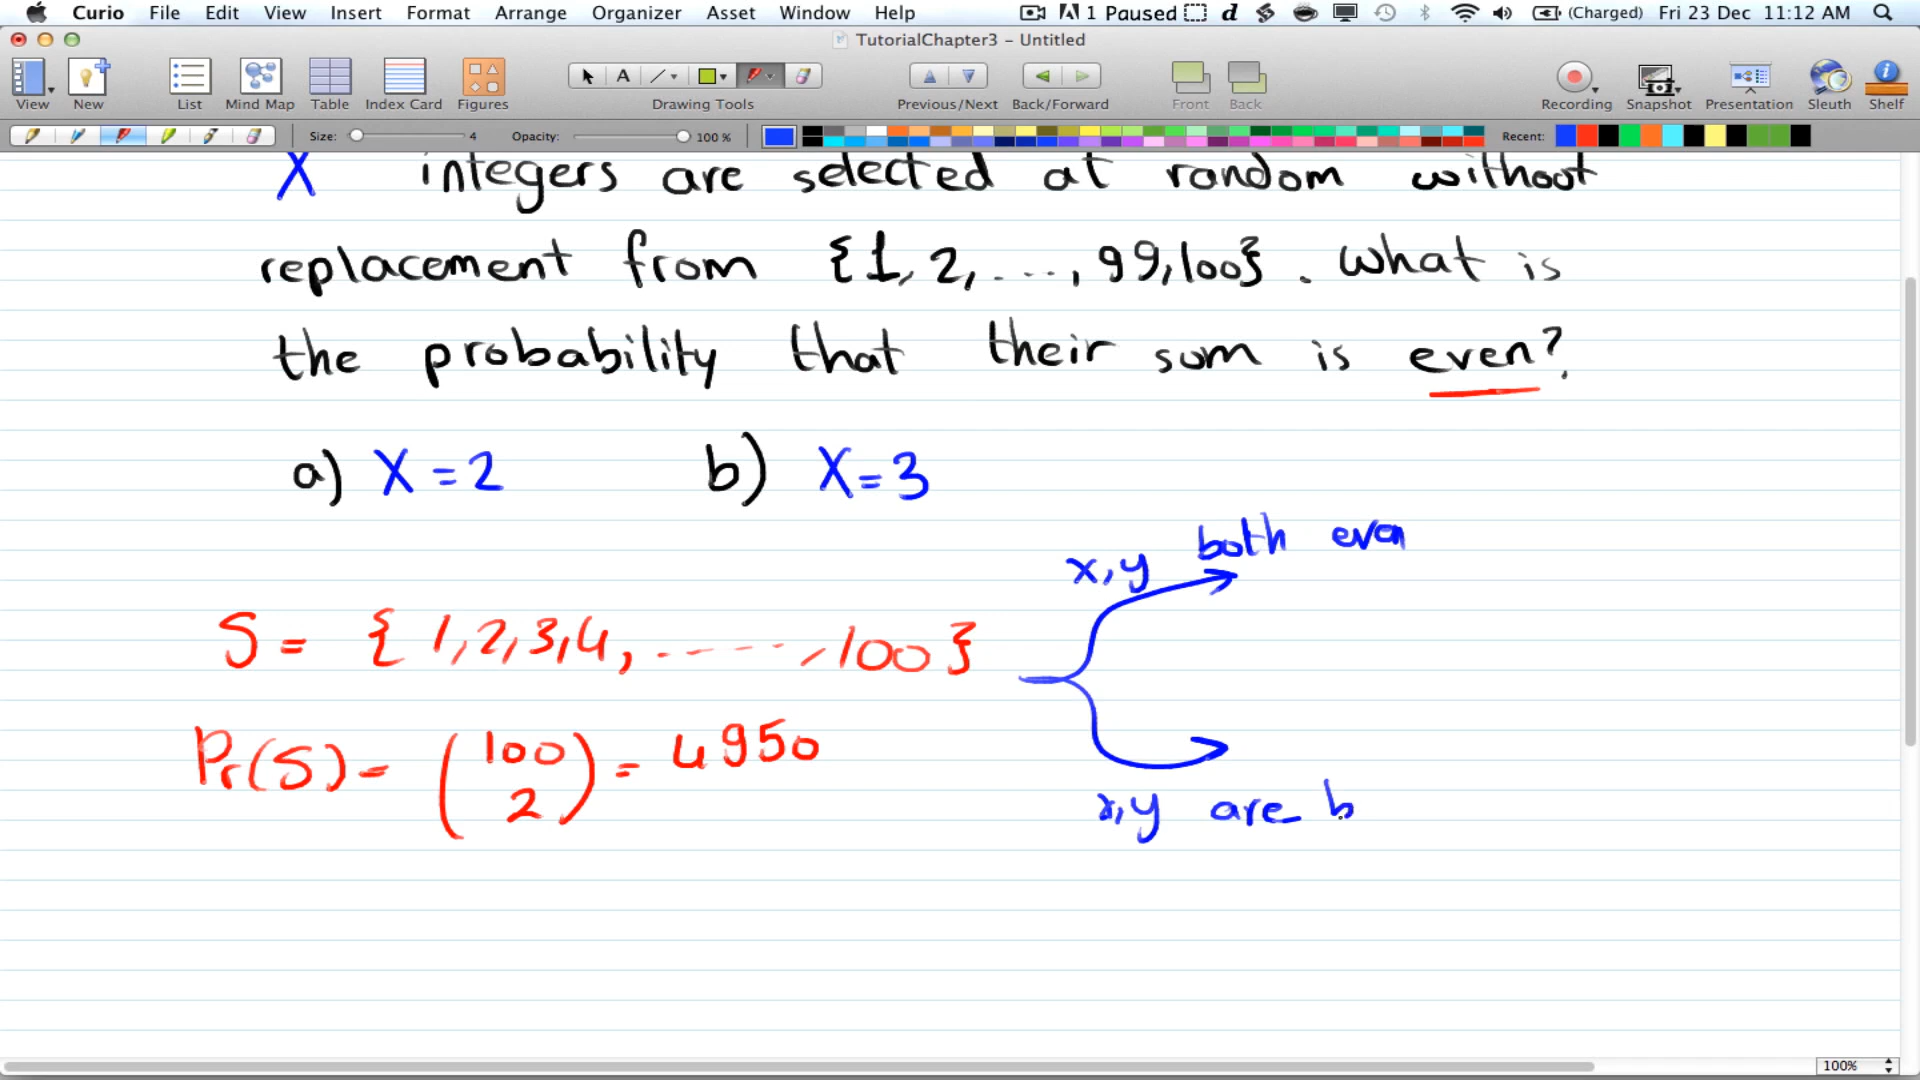 Curio File Edit View Insert Format Arrange Organizer Asset Window Help 1 Paused d (Charged) Fri 23 Dec 11:12 AM
TutorialChapter3 – Untitled
View New List Mind Map Table Index Card Figures Drawing Tools Previous/Next Back/Forward Front Back Recording Snapshot Presentation Sleuth Shelf
Size: 4 Opacity: 100 % Recent:
X integers are selected at random without
replacement from {1, 2, ...., 99,100}. What is
the probability that their sum is even?
a) X = 2 b) X = 3
x,y both even
S = { 1,2,3,4, ......., 100 }
Pr(S) = (100 2) = 4950
x,y are b
100%